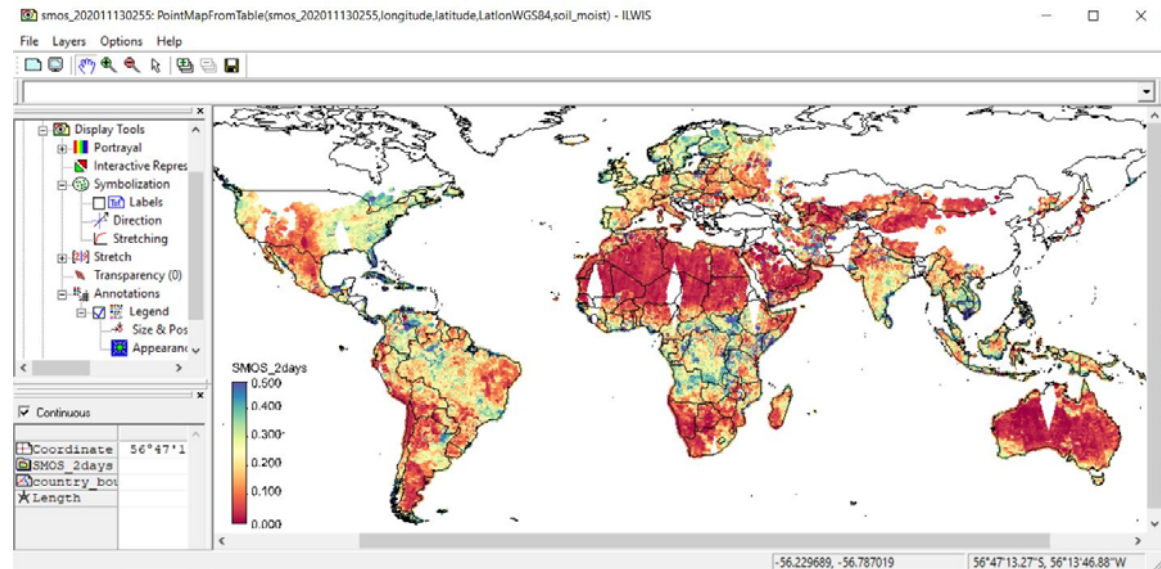 smos_202011130255: PointMapFromTable(smos_202011130255,longitude,latitude,LatlonWGS84,soil_moist) - ILWIS
File Layers Options Help
Display Tools
Portrayal
Interactive Repres
Symbolization
Labels
Direction
Stretching
Stretch
Transparency (0)
Annotations
Legend
Size & Pos
Appearanc
SMOS_2days
0.500
0.400
0.300
0.200
0.100
0.000
Continuous
Coordinate 56°47'1
SMOS_2days
country_bou
Length
-56.229689, -56.787019 56°47'13.27"S, 56°13'46.88"W